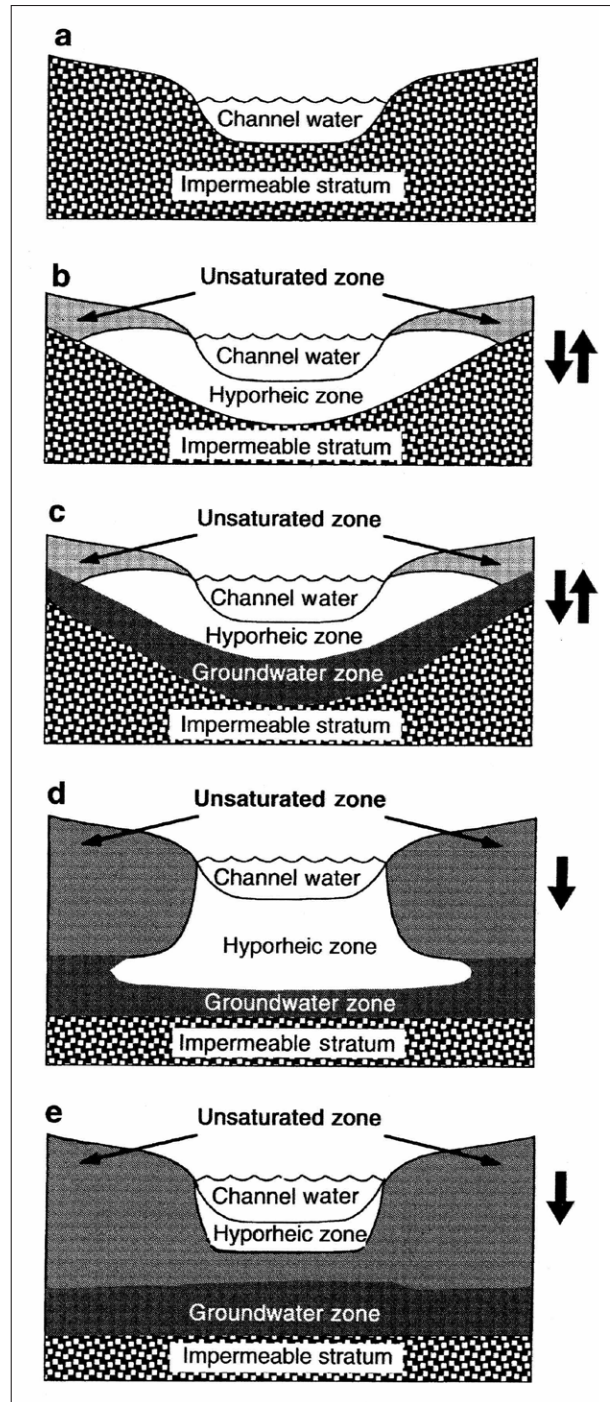 a
Channel water
Impermeable stratum
b
Unsaturated zone
Channel water
Hyporheic zone
Impermeable stratum
c
Unsaturated zone
Channel water
Hyporheic zone
Groundwater zone
Impermeable stratum
d
Unsaturated zone
Channel water
Hyporheic zone
Groundwater zone
Impermeable stratum
e
Unsaturated zone
Channel water
Hyporheic zone
Groundwater zone
Impermeable stratum